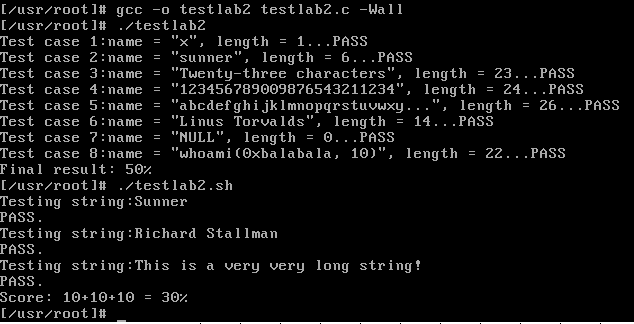 [/usr/root]# gcc -o testlab2 testlab2.c -Wall
[/usr/root]# ./testlab2
Test case 1:name = "x", length = 1...PASS
Test case 2:name = "sunner", length = 6...PASS
Test case 3:name = "Twenty-three characters", length = 23...PASS
Test case 4:name = "123456789009876543211234", length = 24...PASS
Test case 5:name = "abcdefghijklmnopqrstuvwxy...", length = 26...PASS
Test case 6:name = "Linus Torvalds", length = 14...PASS
Test case 7:name = "NULL", length = 0...PASS
Test case 8:name = "whoami(0xbalabala, 10)", length = 22...PASS
Final result: 50%
[/usr/root]# ./testlab2.sh
Testing string:Sunner
PASS.
Testing string:Richard Stallman
PASS.
Testing string:This is a very very long string!
PASS.
Score: 10+10+10 = 30%
[/usr/root]#